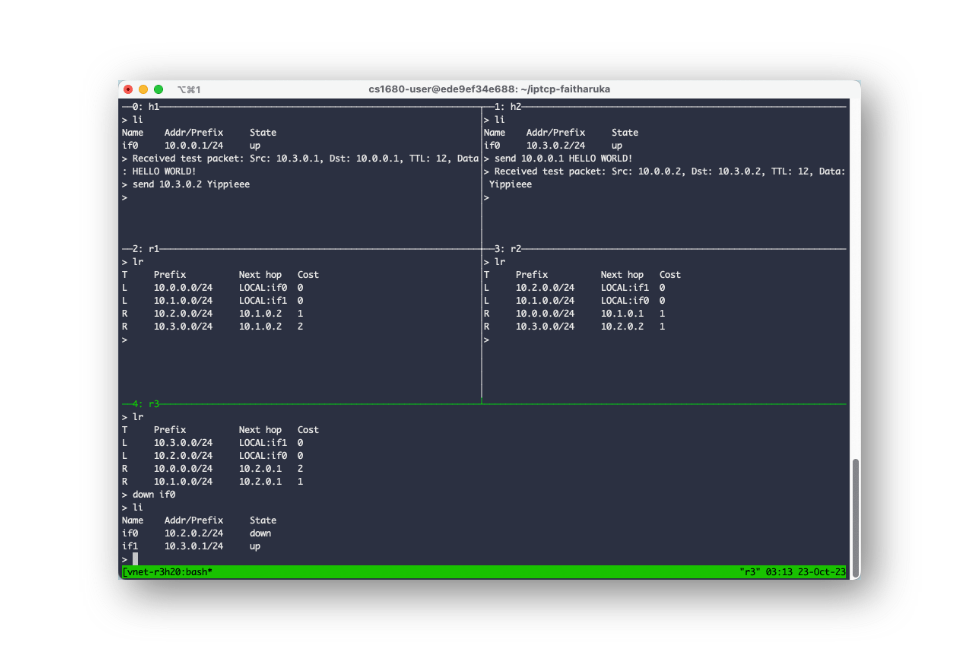 ⌥⌘1 cs1680-user@ede9ef34e688: ~/iptcp-faitharuka
0: h1
> li
Name Addr/Prefix State
if0 10.0.0.1/24 up
> Received test packet: Src: 10.3.0.1, Dst: 10.0.0.1, TTL: 12, Data
: HELLO WORLD!
> send 10.3.0.2 Yippieee
>
1: h2
> li
Name Addr/Prefix State
if0 10.3.0.2/24 up
> send 10.0.0.1 HELLO WORLD!
> Received test packet: Src: 10.0.0.2, Dst: 10.3.0.2, TTL: 12, Data:
Yippieee
>
2: r1
> lr
T Prefix Next hop Cost
L 10.0.0.0/24 LOCAL:if0 0
L 10.1.0.0/24 LOCAL:if1 0
R 10.2.0.0/24 10.1.0.2 1
R 10.3.0.0/24 10.1.0.2 2
>
3: r2
> lr
T Prefix Next hop Cost
L 10.2.0.0/24 LOCAL:if1 0
L 10.1.0.0/24 LOCAL:if0 0
R 10.0.0.0/24 10.1.0.1 1
R 10.3.0.0/24 10.2.0.2 1
>
4: r3
> lr
T Prefix Next hop Cost
L 10.3.0.0/24 LOCAL:if1 0
L 10.2.0.0/24 LOCAL:if0 0
R 10.0.0.0/24 10.2.0.1 2
R 10.1.0.0/24 10.2.0.1 1
> down if0
> li
Name Addr/Prefix State
if0 10.2.0.2/24 down
if1 10.3.0.1/24 up
>
[vnet-r3h20:bash* "r3" 03:13 23-Oct-23